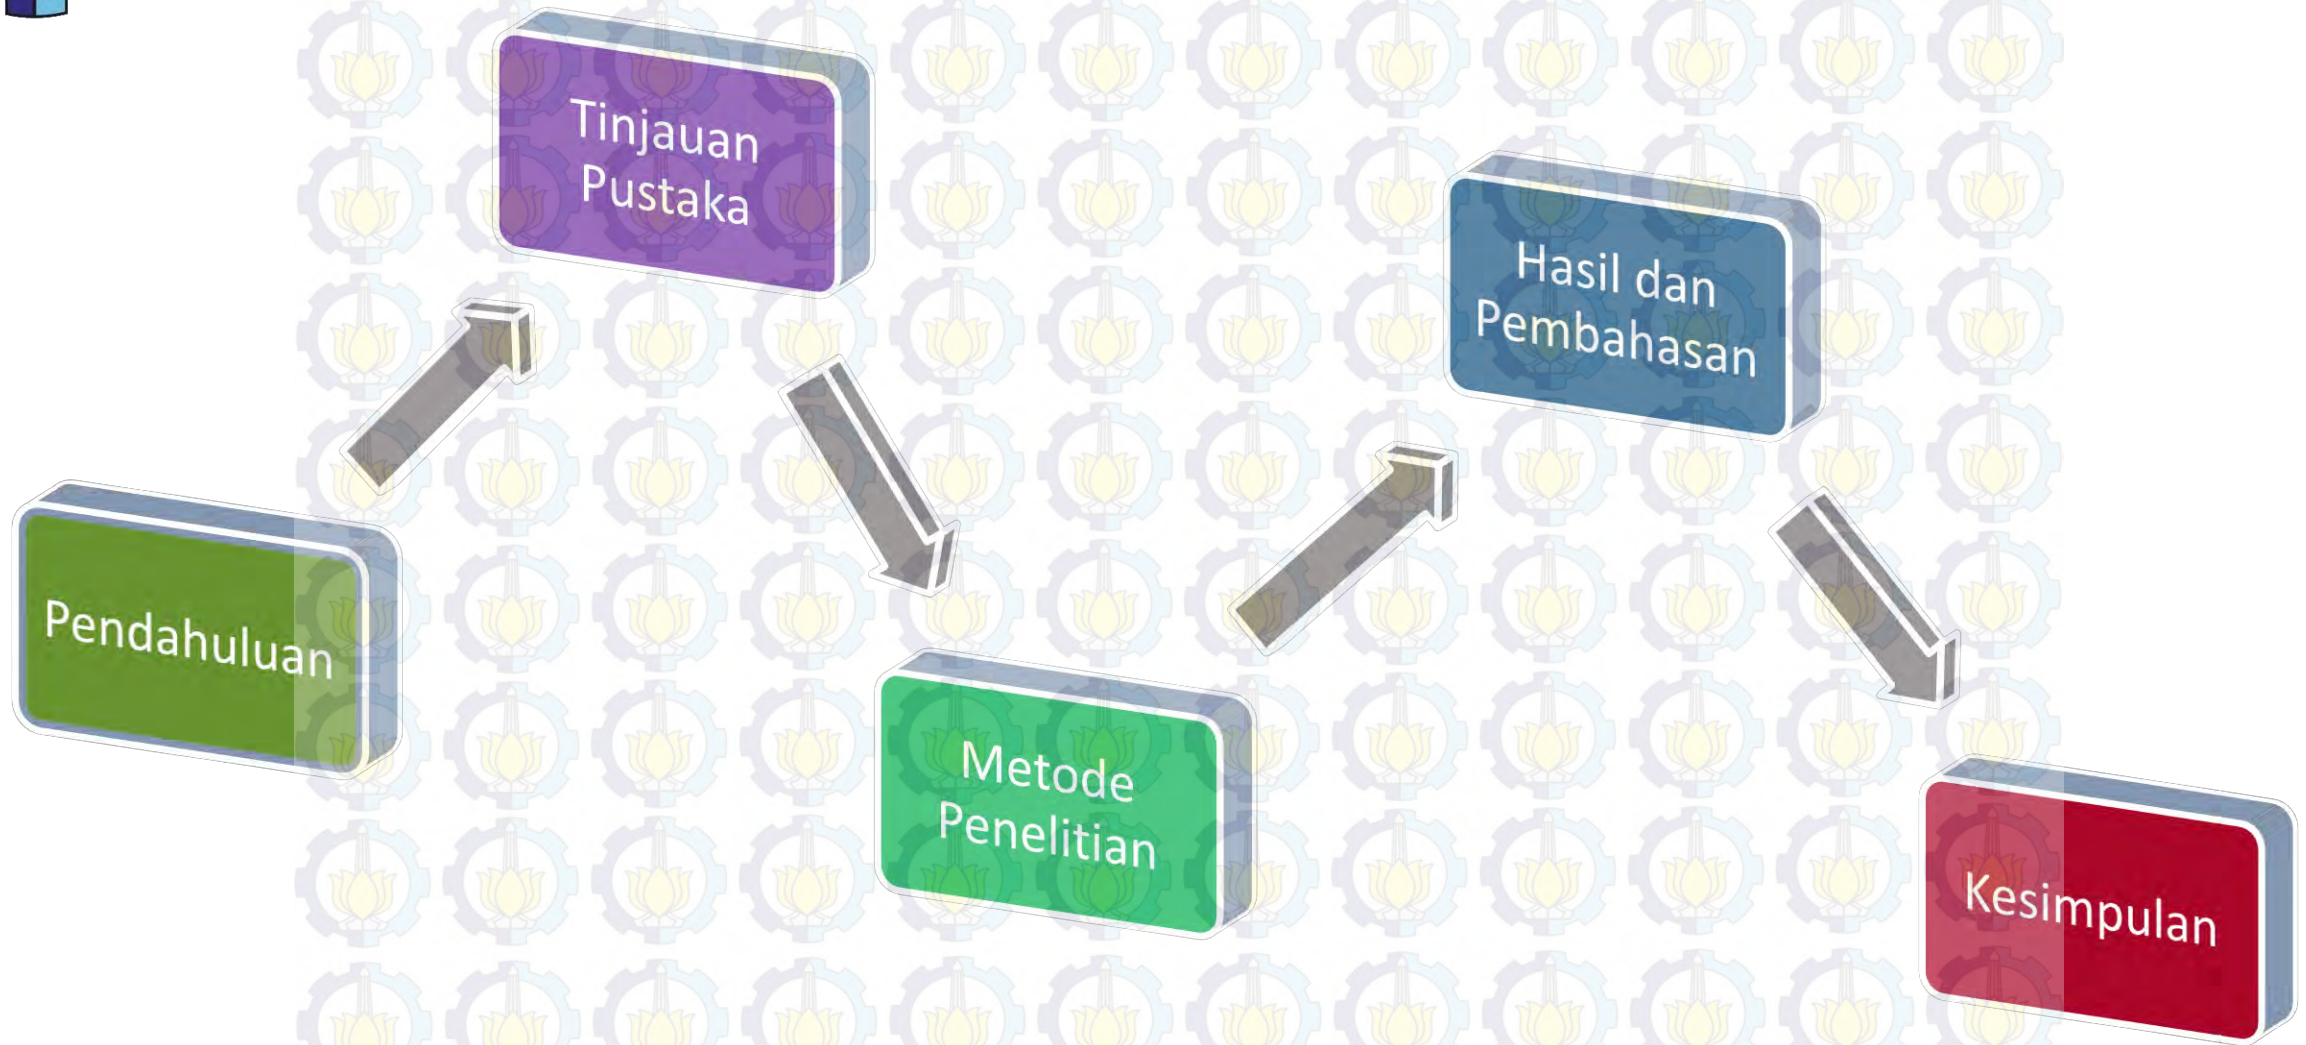 Pendahuluan
Tinjauan
Pustaka
Metode
Penelitian
Hasil dan
Pembahasan
Kesimpulan